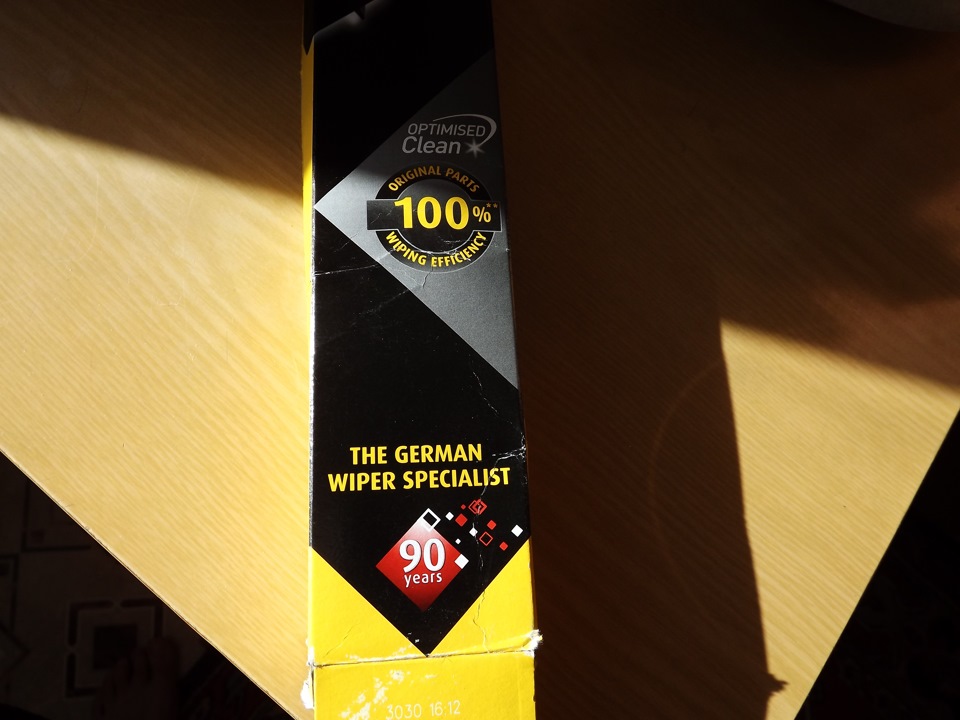 OPTIMISED
Clean
ORIGINAL PARTS
100%**
WIPING EFFICIENCY
THE GERMAN
WIPER SPECIALIST
90
years
3030 16:12